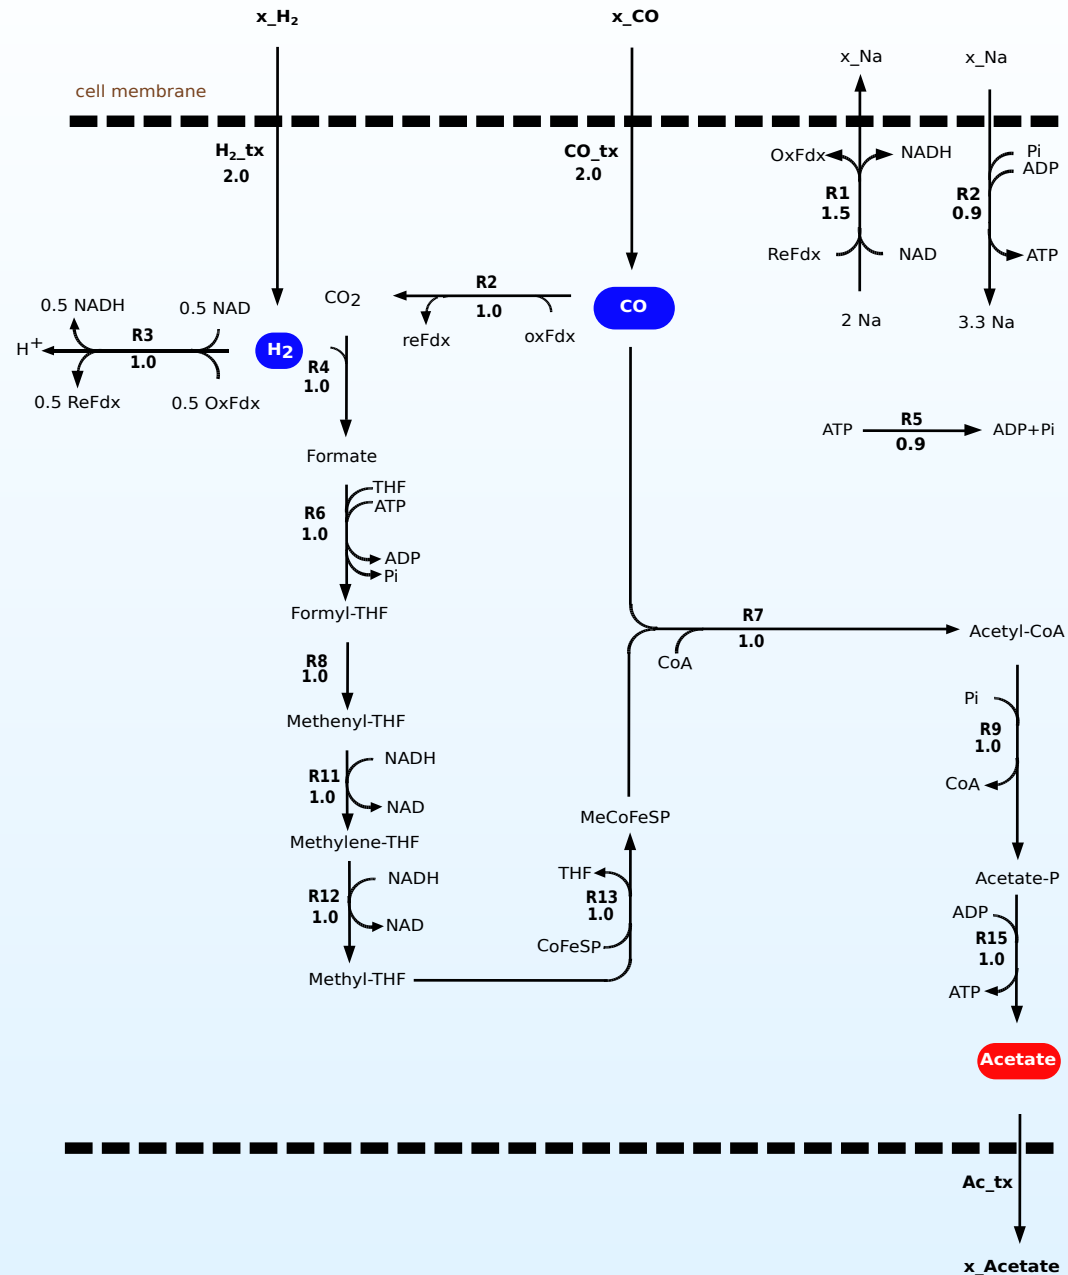 x_H₂
x_CO
x_Na
x_Na
cell membrane
H₂_tx
2.0
CO_tx
2.0
OxFdx
NADH
R1
1.5
ReFdx
NAD
2 Na
Pi
ADP
R2
0.9
ATP
3.3 Na
0.5 NADH
0.5 NAD
H⁺
R3
1.0
0.5 ReFdx
0.5 OxFdx
H₂
CO₂
R2
1.0
reFdx
oxFdx
CO
R4
1.0
ATP
R5
0.9
ADP+Pi
Formate
R6
1.0
THF
ATP
ADP
Pi
Formyl-THF
R8
1.0
Methenyl-THF
R11
1.0
NADH
NAD
Methylene-THF
R12
1.0
NADH
NAD
Methyl-THF
THF
R13
1.0
CoFeSP
MeCoFeSP
CoA
R7
1.0
Acetyl-CoA
Pi
R9
1.0
CoA
Acetate-P
ADP
R15
1.0
ATP
Acetate
Ac_tx
x_Acetate